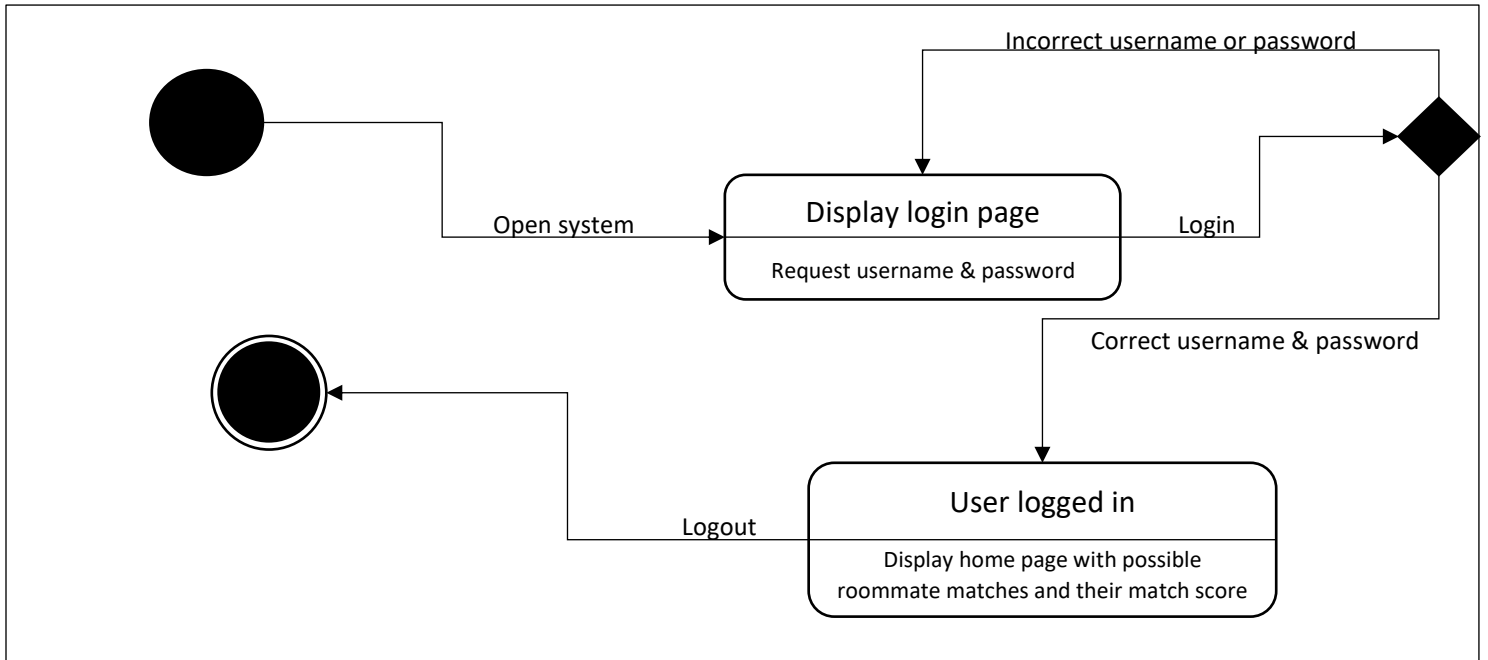 Incorrect username or password
Display login page
Open system
Login
Request username & password
Correct username & password
User logged in
Logout
Display home page with possible
roommate matches and their match score